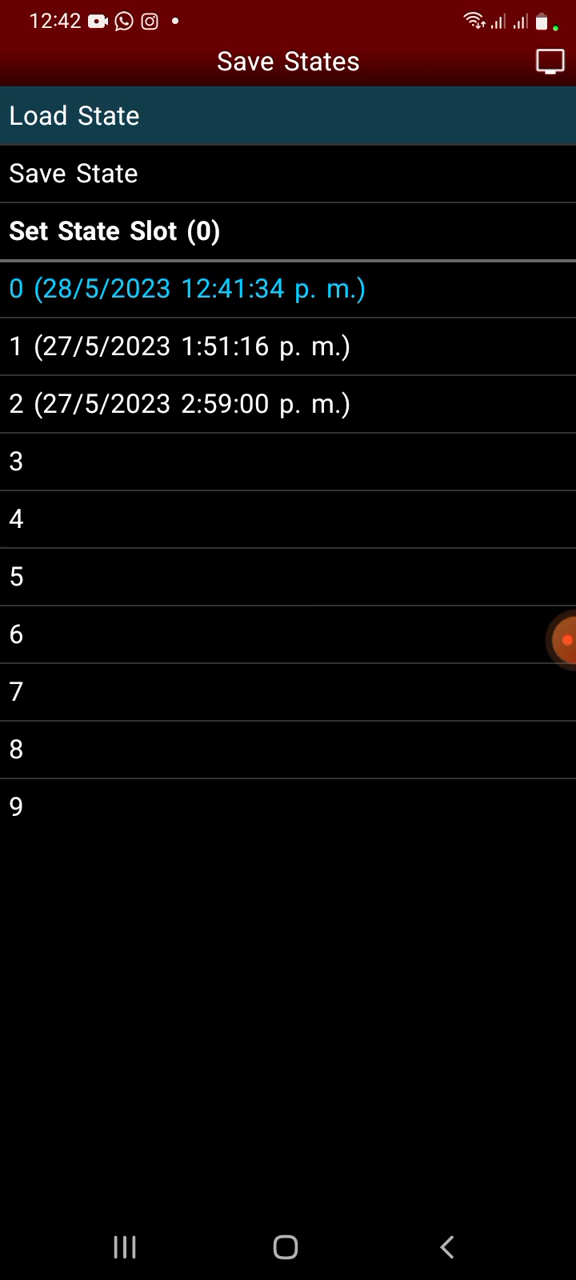 12:42
Save States
Load State
Save State
Set State Slot (0)
0 (28/5/2023 12:41:34 p. m.)
1 (27/5/2023 1:51:16 p. m.)
2 (27/5/2023 2:59:00 p. m.)
3
4
5
6
7
8
9